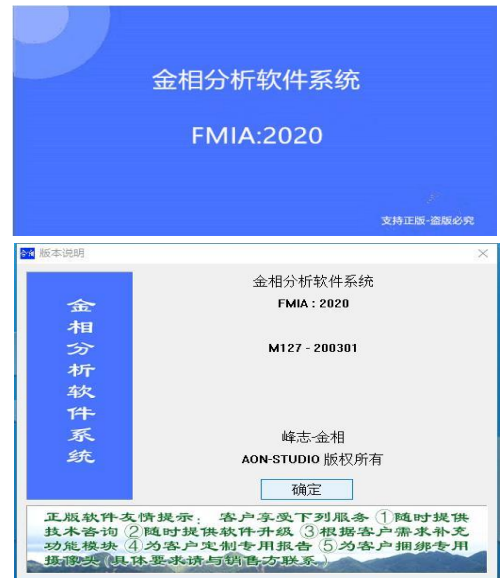 金相分析软件系统
FMIA:2020
支持正版-盗版必究
金相 版本说明
金相分析软件系统
金相分析软件系统
FMIA : 2020
M127 - 200301
峰志-金相
AON-STUDIO 版权所有
确定
正版软件友情提示: 客户享受下列服务 ①随时提供
技术咨询 ②随时提供软件升级 ③根据客户需求补充
功能模块 ④为客户定制专用报告 ⑤为客户捆绑专用
摄像头 (具体要求请与销售方联系)